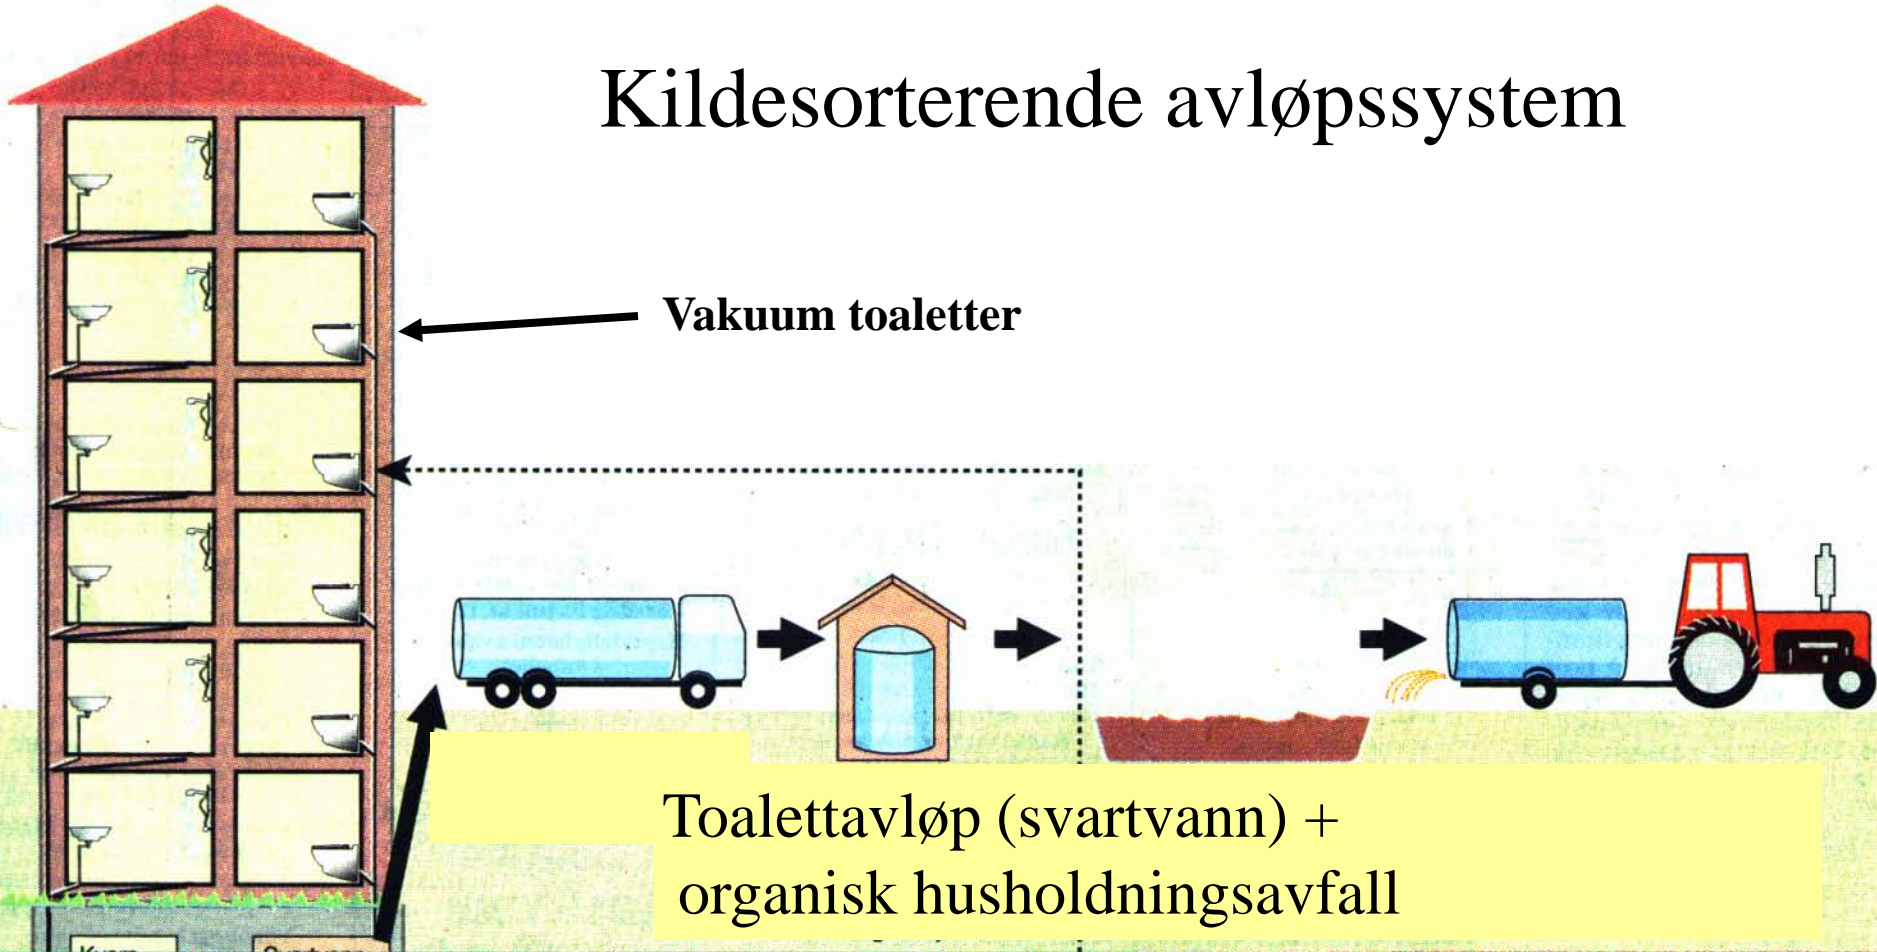 Kildesorterende avløpssystem
Vakuum toaletter
Toalettavløp (svartvann) +
organisk husholdningsavfall